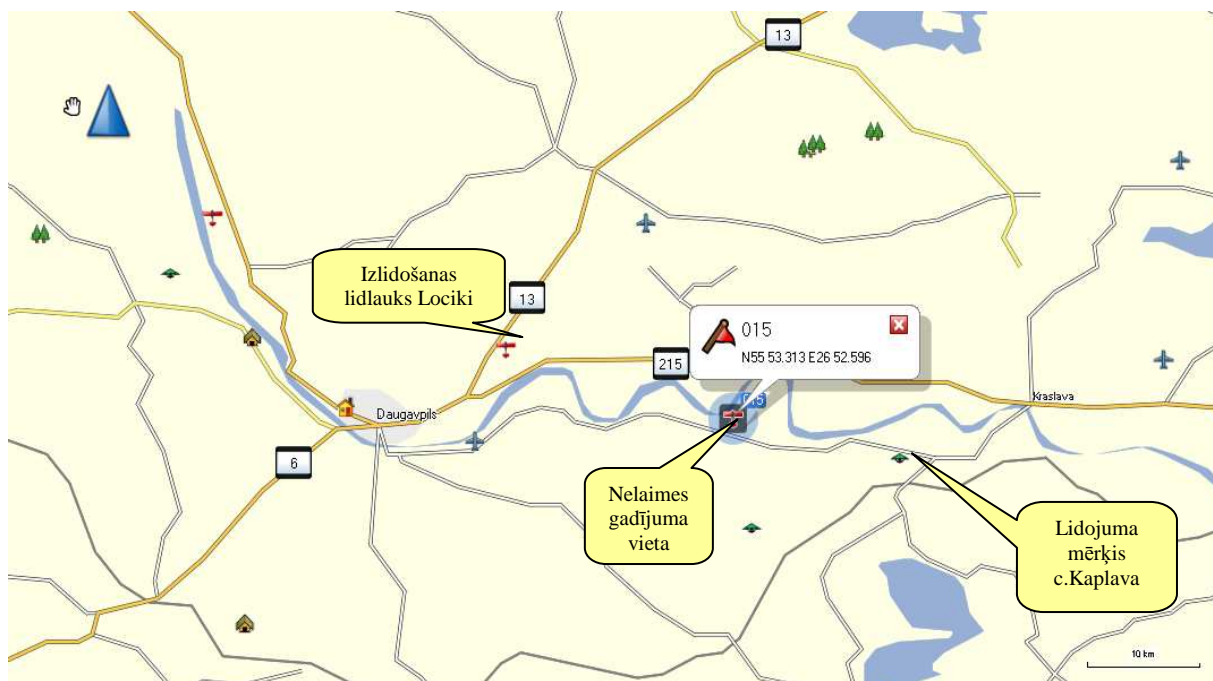 13
Izlidošanas
lidlauks Lociki
13
015
N55 53.313 E26 52.596
215
015
Kraslava
Daugavpils
6
Nelaimes
gadījuma
vieta
Lidojuma
mērķis
c.Kaplava
10 km